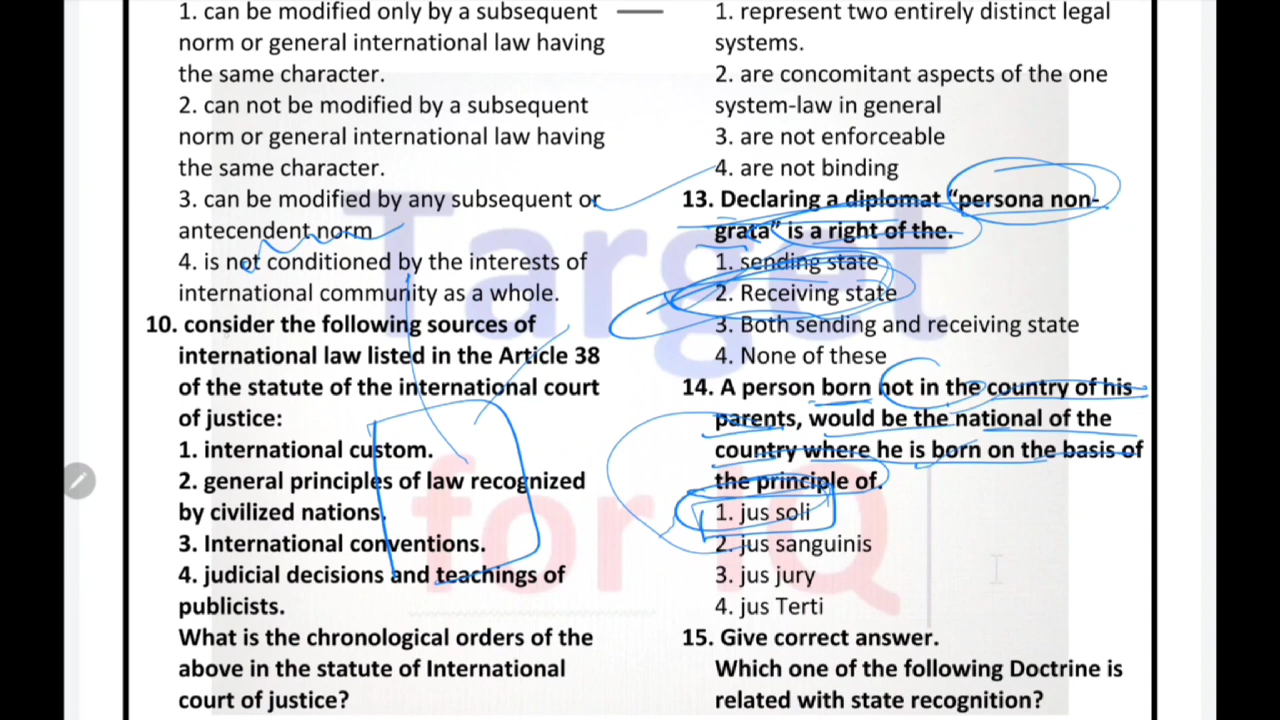 1. can be modified only by a subsequent
norm or general international law having
the same character.
2. can not be modified by a subsequent
norm or general international law having
the same character.
3. can be modified by any subsequent or
antecendent norm
4. is not conditioned by the interests of
international community as a whole.
10. consider the following sources of
international law listed in the Article 38
of the statute of the international court
of justice:
1. international custom.
2. general principles of law recognized
by civilized nations.
3. International conventions.
4. judicial decisions and teachings of
publicists.
What is the chronological orders of the
above in the statute of International
court of justice?
1. represent two entirely distinct legal
systems.
2. are concomitant aspects of the one
system-law in general
3. are not enforceable
4. are not binding
13. Declaring a diplomat “persona non-
grata” is a right of the.
1. sending state
2. Receiving state
3. Both sending and receiving state
4. None of these
14. A person born not in the country of his
parents, would be the national of the
country where he is born on the basis of
the principle of.
1. jus soli
2. jus sanguinis
3. jus jury
4. jus Terti
15. Give correct answer.
Which one of the following Doctrine is
related with state recognition?
Target
for IQ